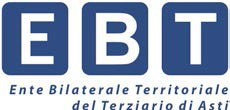 EBT
Ente Bilaterale Territoriale
del Terziario di Asti